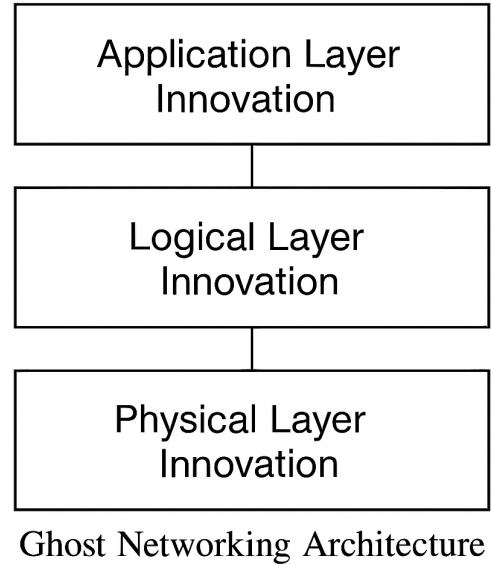 Application Layer
Innovation
Logical Layer
Innovation
Physical Layer
Innovation
Ghost Networking Architecture